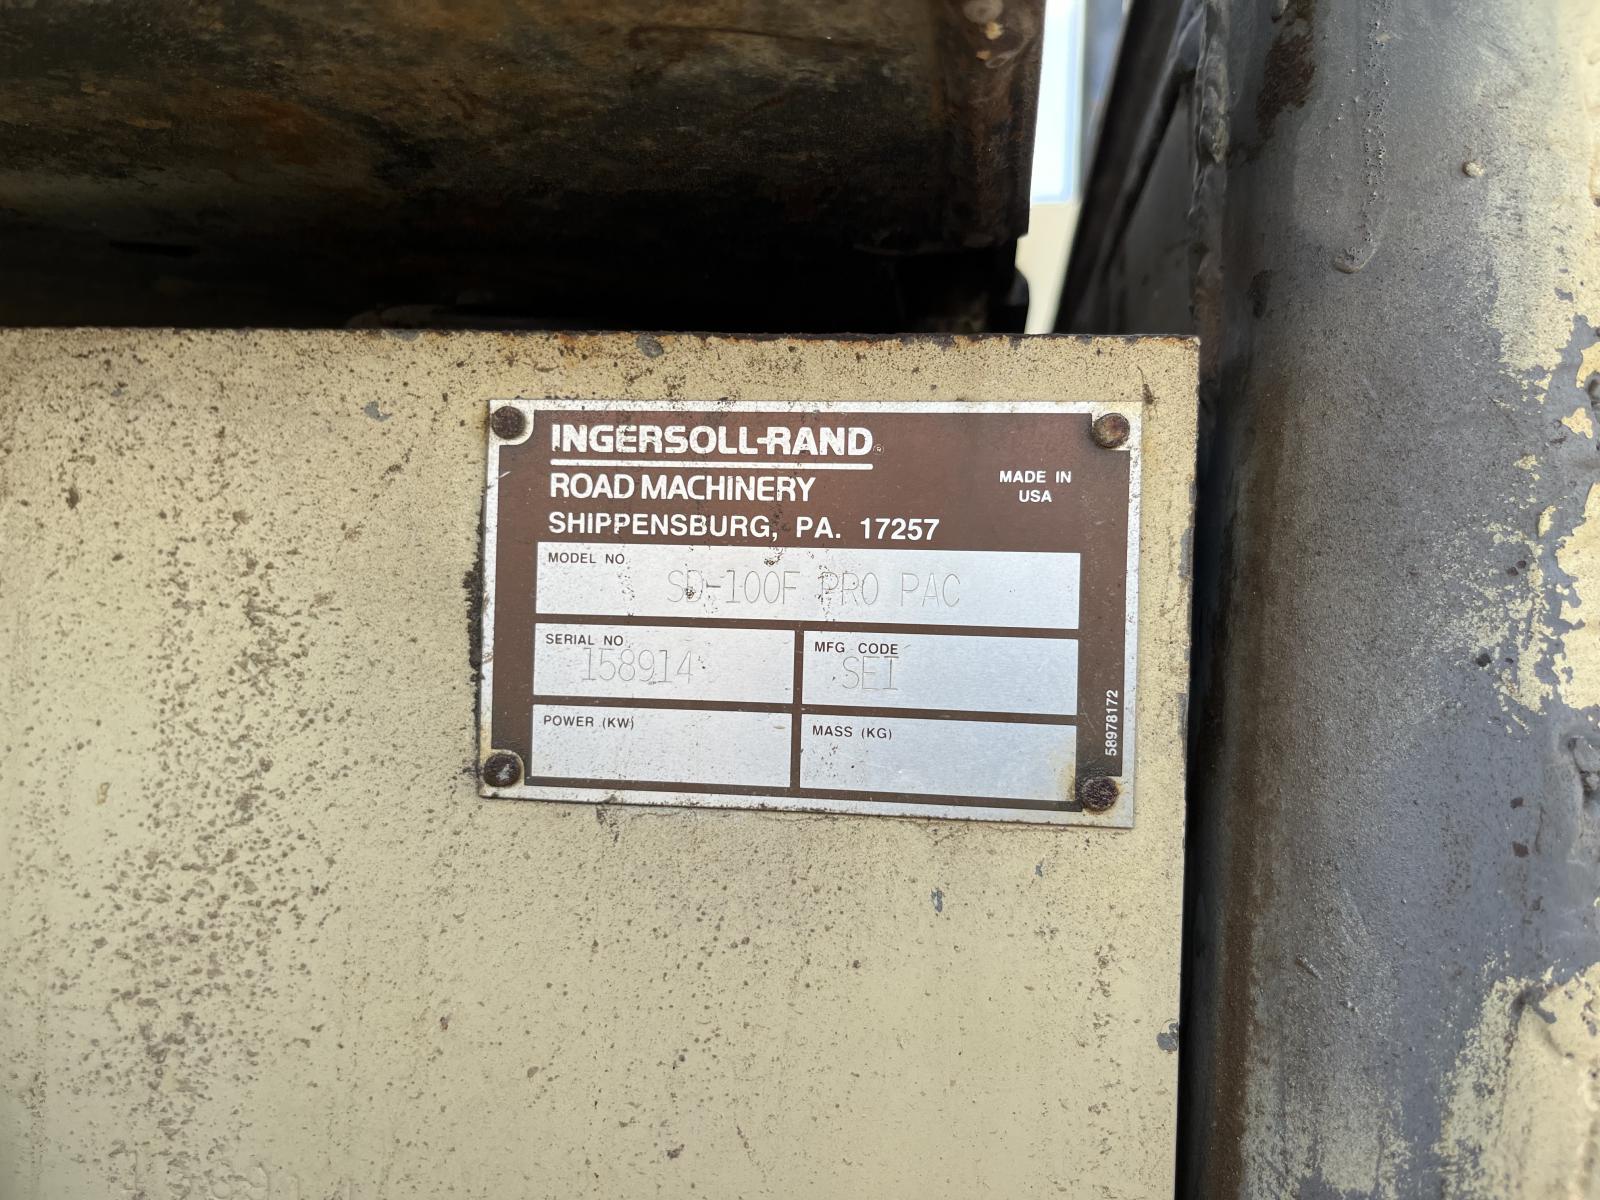 INGERSOLL-RAND®
ROAD MACHINERY
SHIPPENSBURG, PA. 17257
MADE IN
USA
MODEL NO.
SD-100F PRO PAC
SERIAL NO.
158914
MFG CODE
SEI
POWER (KW)
MASS (KG)
58978172